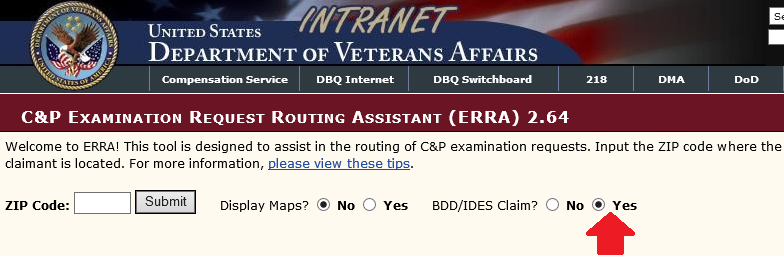 INTRANET
UNITED STATES
DEPARTMENT OF VETERANS AFFAIRS
Compensation Service DBQ Internet DBQ Switchboard 218 DMA DoD
C&P EXAMINATION REQUEST ROUTING ASSISTANT (ERRA) 2.64
Welcome to ERRA! This tool is designed to assist in the routing of C&P examination requests. Input the ZIP code where the
claimant is located. For more information, please view these tips.
ZIP Code: Submit Display Maps? No Yes BDD/IDES Claim? No Yes